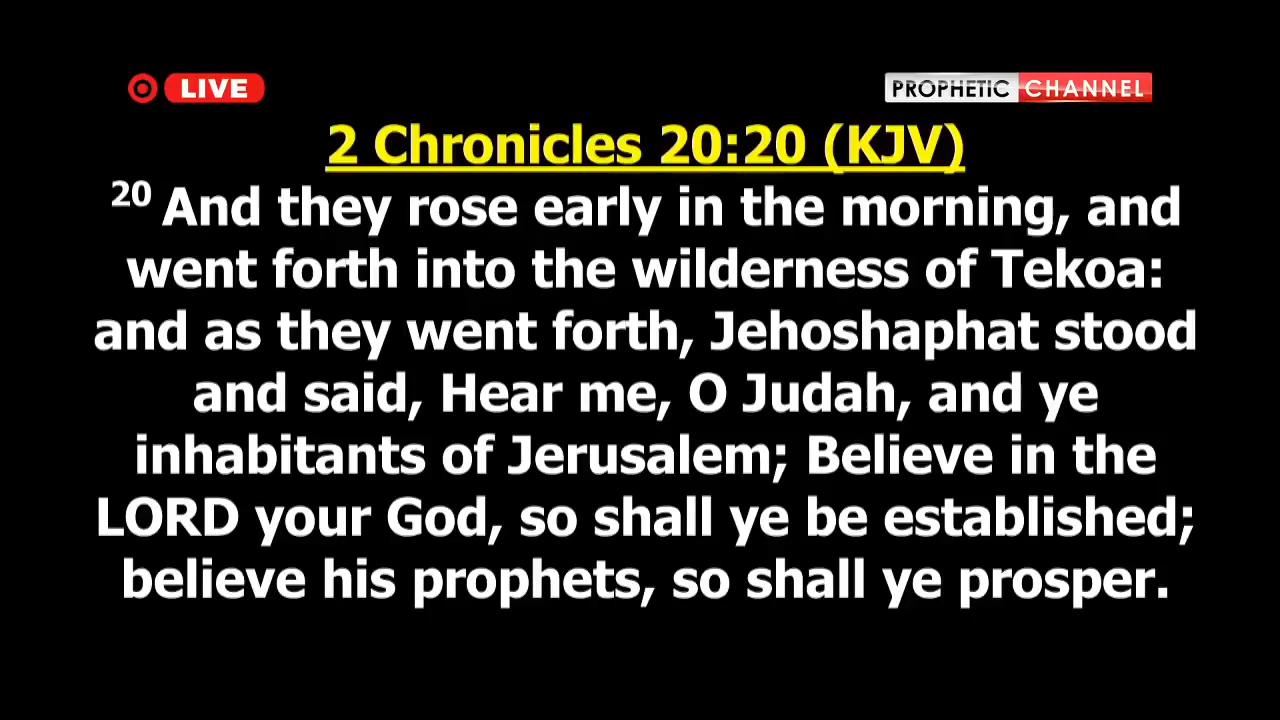 LIVE
PROPHETIC CHANNEL
2 Chronicles 20:20 (KJV)
20 And they rose early in the morning, and
went forth into the wilderness of Tekoa:
and as they went forth, Jehoshaphat stood
and said, Hear me, O Judah, and ye
inhabitants of Jerusalem; Believe in the
LORD your God, so shall ye be established;
believe his prophets, so shall ye prosper.